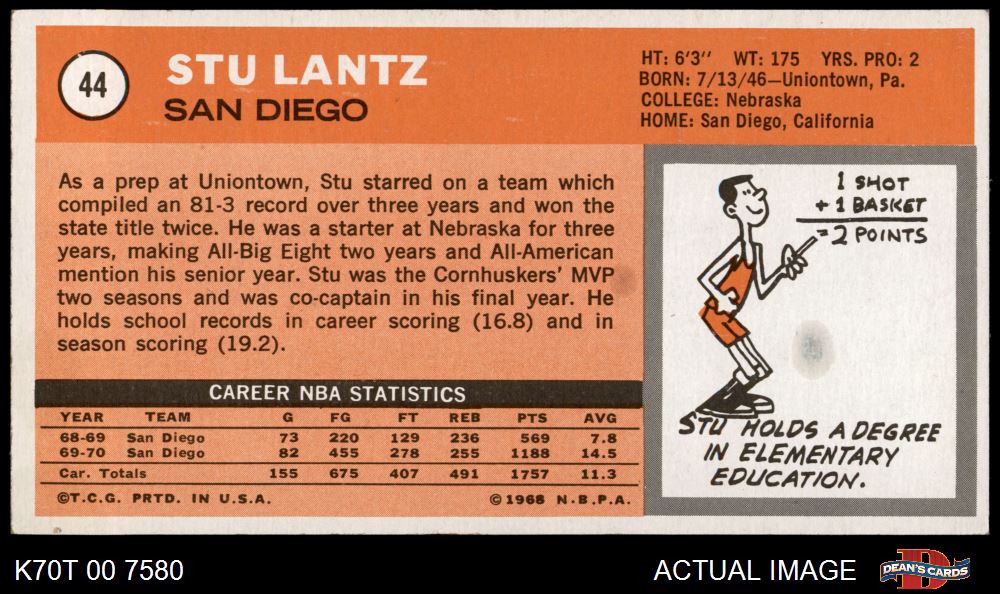 44
STU LANTZ
SAN DIEGO
HT: 6'3" WT: 175 YRS. PRO: 2
BORN: 7/13/46—Uniontown, Pa.
COLLEGE: Nebraska
HOME: San Diego, California
As a prep at Uniontown, Stu starred on a team which
compiled an 81-3 record over three years and won the
state title twice. He was a starter at Nebraska for three
years, making All-Big Eight two years and All-American
mention his senior year. Stu was the Cornhuskers' MVP
two seasons and was co-captain in his final year. He
holds school records in career scoring (16.8) and in
season scoring (19.2).
CAREER NBA STATISTICS
YEAR TEAM G FG FT REB PTS AVG
68-69 San Diego 73 220 129 236 569 7.8
69-70 San Diego 82 455 278 255 1188 14.5
Car. Totals 155 675 407 491 1757 11.3
©T.C.G. PRTD. IN U.S.A. ©1968 N.B.P.A.
1 SHOT
+ 1 BASKET
= 2 POINTS
STU HOLDS A DEGREE
IN ELEMENTARY
EDUCATION.
K70T 00 7580
ACTUAL IMAGE
D
DEAN'S CARDS